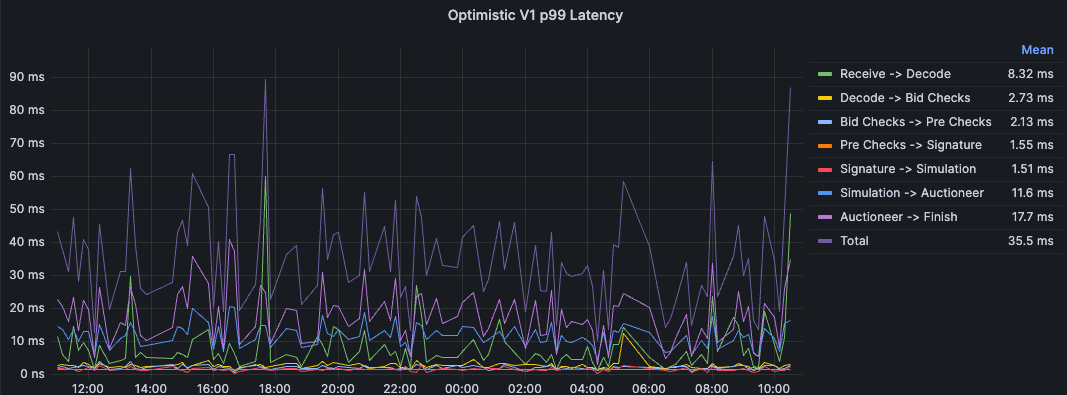 Optimistic V1 p99 Latency
Mean
90 ms
80 ms
70 ms
60 ms
50 ms
40 ms
30 ms
20 ms
10 ms
0 ns
12:00 14:00 16:00 18:00 20:00 22:00 00:00 02:00 04:00 06:00 08:00 10:00
Receive -> Decode 8.32 ms
Decode -> Bid Checks 2.73 ms
Bid Checks -> Pre Checks 2.13 ms
Pre Checks -> Signature 1.55 ms
Signature -> Simulation 1.51 ms
Simulation -> Auctioneer 11.6 ms
Auctioneer -> Finish 17.7 ms
Total 35.5 ms